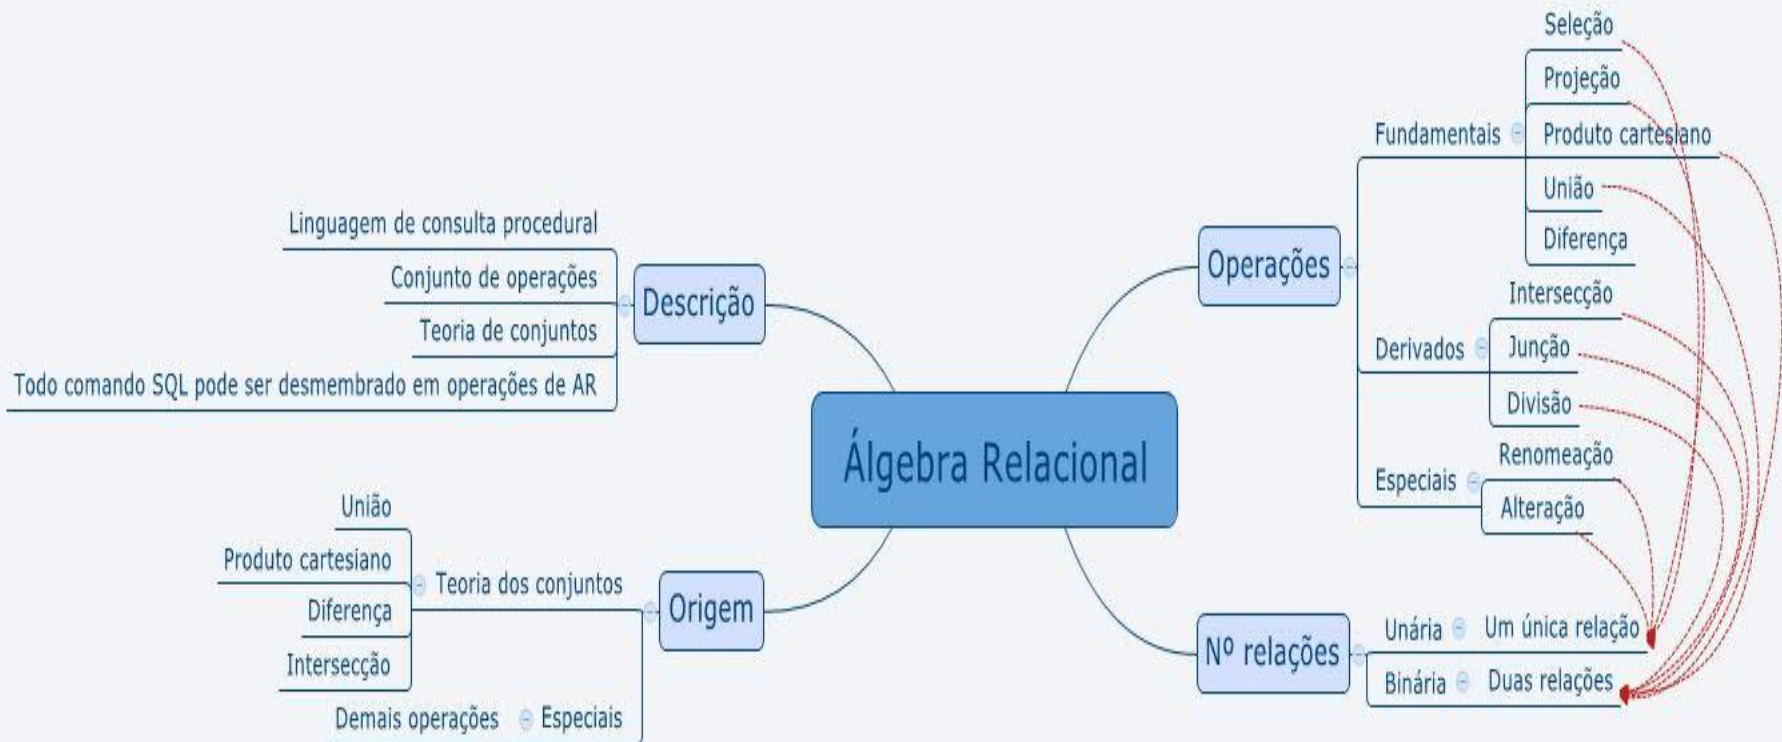 Álgebra Relacional
Descrição
Linguagem de consulta procedural
Conjunto de operações
Teoria de conjuntos
Todo comando SQL pode ser desmembrado em operações de AR
Origem
Teoria dos conjuntos
União
Produto cartesiano
Diferença
Intersecção
Especiais
Demais operações
Operações
Fundamentais
Seleção
Projeção
Produto cartesiano
União
Diferença
Derivados
Intersecção
Junção
Divisão
Especiais
Renomeação
Alteração
Nº relações
Unária
Um única relação
Binária
Duas relações